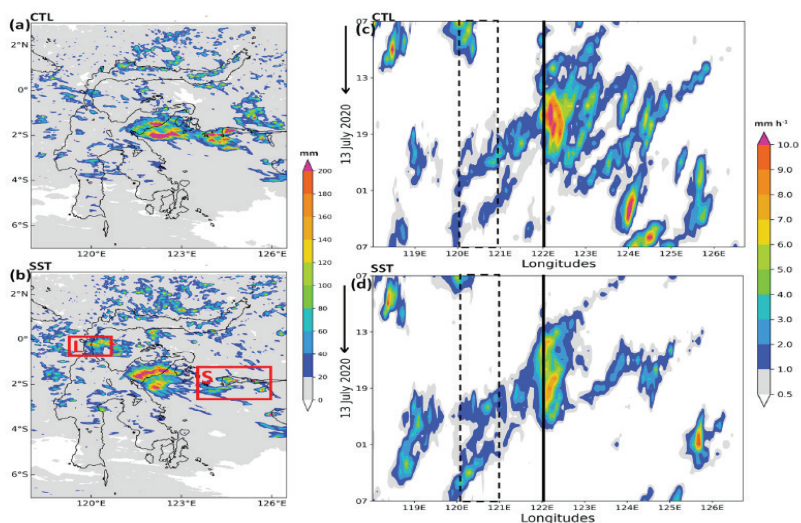 (a) CTL
2°N
0°
2°S
4°S
6°S
120°E 123°E 126°E
mm
200
180
160
140
120
100
80
60
40
20
0
(b) SST
2°N
0°
2°S
4°S
6°S
L
S
120°E 123°E 126°E
(c) CTL
13 July 2020
13
19
01
07
119E 120E 121E 122E 123E 124E 125E 126E
Longitudes
(d) SST
13 July 2020
07
13
19
01
07
119E 120E 121E 122E 123E 124E 125E 126E
Longitudes
mm h⁻¹
10.0
9.0
8.0
7.0
6.0
5.0
4.0
3.0
2.0
1.0
0.5